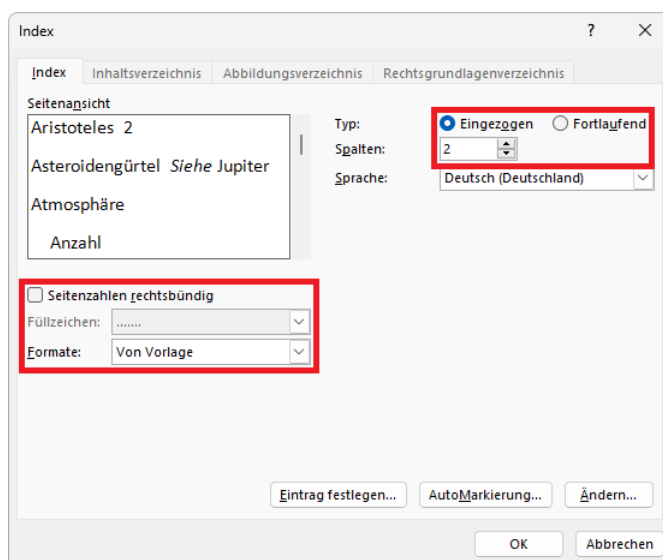 Index ?
Index Inhaltsverzeichnis Abbildungsverzeichnis Rechtsgrundlagenverzeichnis
Seitenansicht
Aristoteles 2
Asteroidengürtel Siehe Jupiter
Atmosphäre
Anzahl
Typ: Eingezogen Fortlaufend
Spalten: 2
Sprache: Deutsch (Deutschland)
Seitenzahlen rechtsbündig
Füllzeichen: .......
Formate: Von Vorlage
Eintrag festlegen... AutoMarkierung... Ändern...
OK Abbrechen